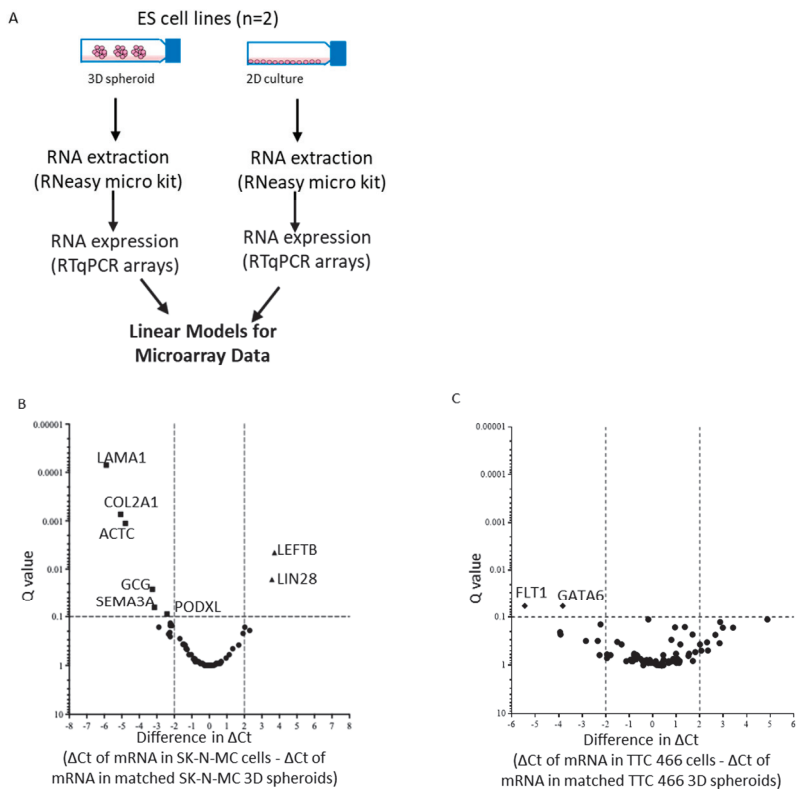 A
ES cell lines (n=2)
3D spheroid
2D culture
RNA extraction
(RNeasy micro kit)
RNA extraction
(RNeasy micro kit)
RNA expression
(RTqPCR arrays)
RNA expression
(RTqPCR arrays)
Linear Models for
Microarray Data
B
0.00001
0.0001
0.001
0.01
0.1
1
10
Q value
LAMA1
COL2A1
ACTC
GCG
SEMA3A
PODXL
LEFTB
LIN28
-8 -7 -6 -5 -4 -3 -2 -1 0 1 2 3 4 5 6 7 8
Difference in ΔCt
(ΔCt of mRNA in SK-N-MC cells - ΔCt of
mRNA in matched SK-N-MC 3D spheroids)
C
0.00001
0.0001
0.001
0.01
0.1
1
10
Q value
FLT1
GATA6
-6 -5 -4 -3 -2 -1 0 1 2 3 4 5 6
Difference in ΔCt
(ΔCt of mRNA in TTC 466 cells - ΔCt of
mRNA in matched TTC 466 3D spheroids)